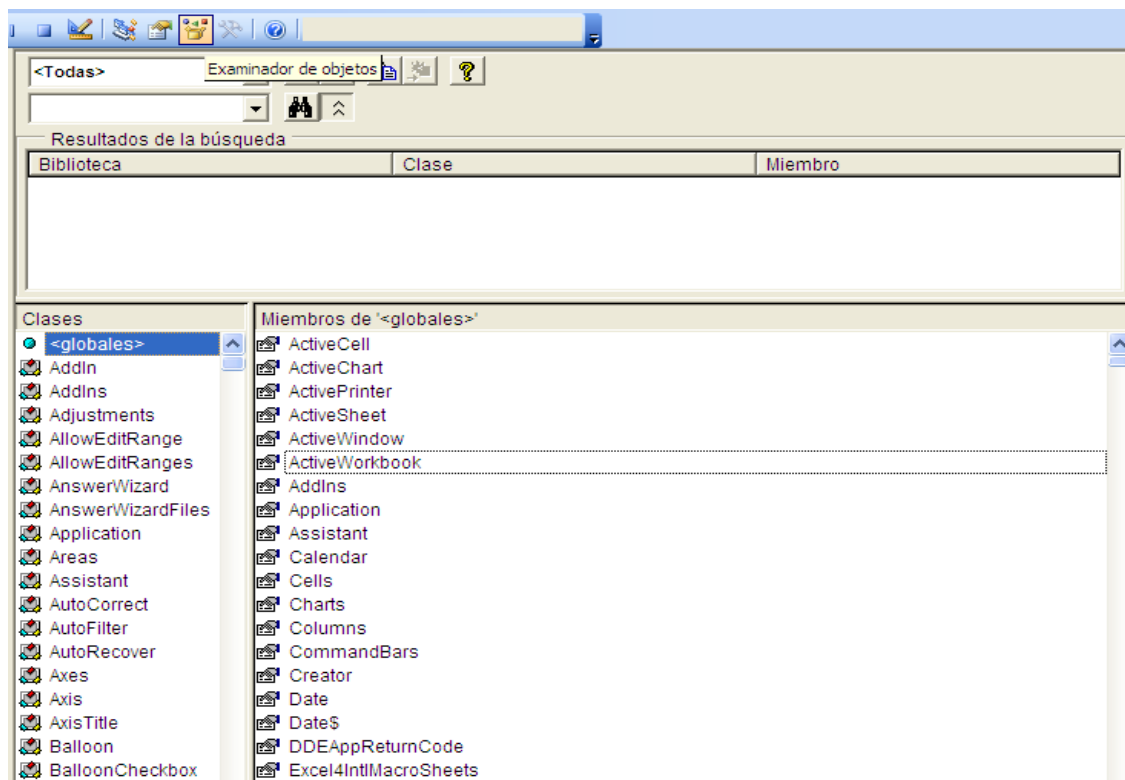 <Todas>
Examinador de objetos
Resultados de la búsqueda
Biblioteca Clase Miembro
Clases
<globales>
AddIn
AddIns
Adjustments
AllowEditRange
AllowEditRanges
AnswerWizard
AnswerWizardFiles
Application
Areas
Assistant
AutoCorrect
AutoFilter
AutoRecover
Axes
Axis
AxisTitle
Balloon
BalloonCheckbox
Miembros de '<globales>'
ActiveCell
ActiveChart
ActivePrinter
ActiveSheet
ActiveWindow
ActiveWorkbook
AddIns
Application
Assistant
Calendar
Cells
Charts
Columns
CommandBars
Creator
Date
Date$
DDEAppReturnCode
Excel4IntlMacroSheets